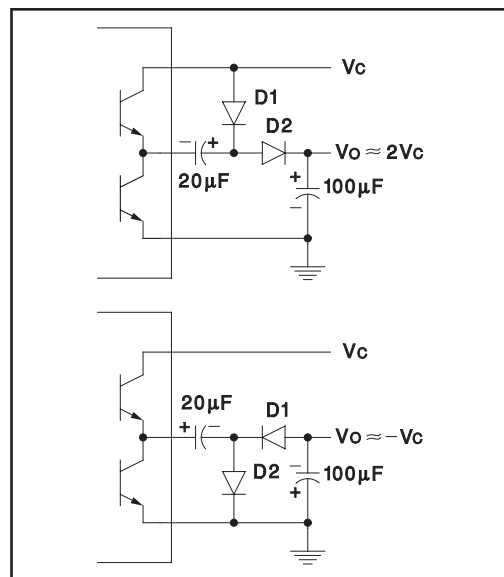 Vc
D1
D2
− +
Vo ≈ 2Vc
20µF
+
100µF
−
Vc
20µF
D1
+ −
Vo ≈ −Vc
−
D2
100µF
+